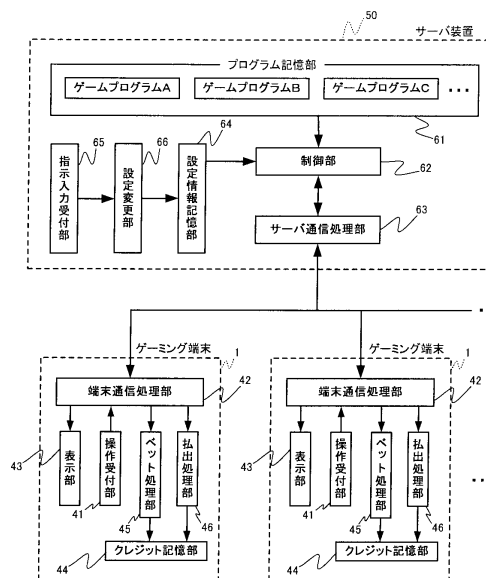 50
サーバ装置
プログラム記憶部
ゲームプログラムA
ゲームプログラムB
ゲームプログラムC
・・・
61
65
66
64
指示入力受付部
設定変更部
設定情報記憶部
制御部
62
サーバ通信処理部
63
ゲーミング端末
1
端末通信処理部
42
43
表示部
操作受付部
ベット処理部
払出処理部
41
45
46
44
クレジット記憶部
ゲーミング端末
1
端末通信処理部
42
43
表示部
操作受付部
ベット処理部
払出処理部
41
45
46
44
クレジット記憶部